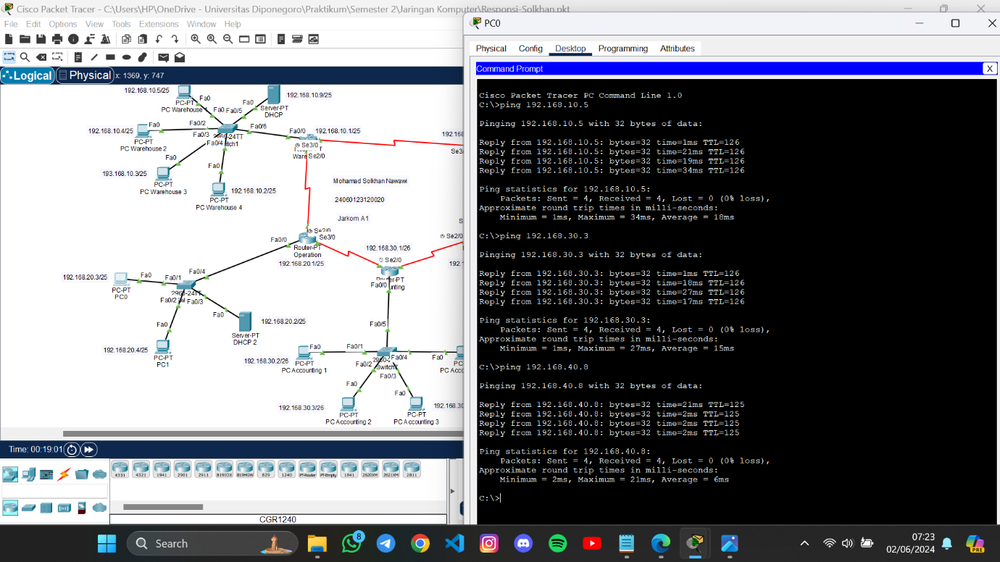 Cisco Packet Tracer - C:\Users\HP\OneDrive - Universitas Diponegoro\Praktikum\Semester 2\Jaringan Komputer\Responsi-Solkhan.pkt
File Edit Options View Tools Extensions Window Help
Logical Physical x: 1369, y: 747
192.168.10.5/25
Fa0
PC-PT
PC Warehouse 1
Fa0/5
Fa0
Server-PT
DHCP
192.168.10.9/25
192.168.10.4/25
Fa0
PC-PT
PC Warehouse 2
Fa0/2
Fa0/3
Fa0/4
Fa0/6
Fa0/0
192.168.10.1/25
Se3/0
Se2/0
193.168.10.3/25
Fa0
PC-PT
PC Warehouse 3
Fa0
192.168.10.2/25
PC-PT
PC Warehouse 4
Mohamad Solkhan Nawawi
24060123120020
Jarkom A1
Fa0/0
Se3/0
Router-PT
Operation
192.168.20.1/25
192.168.30.1/26
Se2/0
Se2/0
Fa0/0
192.168.20.3/25
Fa0
Fa0/1
Fa0/4
PC-PT
PC0
Fa0/2
Fa0/3
Fa0
192.168.20.2/25
Server-PT
DHCP 2
Fa0
192.168.20.4/25
PC-PT
PC1
Fa0/5
Fa0
Fa0/1
192.168.30.2/26
PC-PT
PC Accounting 1
Fa0/2
Fa0/4
Fa0
Fa0/3
Fa0
Fa0
192.168.30.3/26
PC-PT
PC Accounting 2
PC-PT
PC Accounting 3
Time: 00:19:01
4331 4321 1941 2901 2911 819IOX 819HGW 829 1240 PT-Router PT-Empty 1841 2620XM 2621XM 2811
CGR1240
PC0
Physical Config Desktop Programming Attributes
Command Prompt
X
Cisco Packet Tracer PC Command Line 1.0
C:\>ping 192.168.10.5
Pinging 192.168.10.5 with 32 bytes of data:
Reply from 192.168.10.5: bytes=32 time=1ms TTL=126
Reply from 192.168.10.5: bytes=32 time=21ms TTL=126
Reply from 192.168.10.5: bytes=32 time=19ms TTL=126
Reply from 192.168.10.5: bytes=32 time=34ms TTL=126
Ping statistics for 192.168.10.5:
Packets: Sent = 4, Received = 4, Lost = 0 (0% loss),
Approximate round trip times in milli-seconds:
Minimum = 1ms, Maximum = 34ms, Average = 18ms
C:\>ping 192.168.30.3
Pinging 192.168.30.3 with 32 bytes of data:
Reply from 192.168.30.3: bytes=32 time=1ms TTL=126
Reply from 192.168.30.3: bytes=32 time=18ms TTL=126
Reply from 192.168.30.3: bytes=32 time=27ms TTL=126
Reply from 192.168.30.3: bytes=32 time=17ms TTL=126
Ping statistics for 192.168.30.3:
Packets: Sent = 4, Received = 4, Lost = 0 (0% loss),
Approximate round trip times in milli-seconds:
Minimum = 1ms, Maximum = 27ms, Average = 15ms
C:\>ping 192.168.40.8
Pinging 192.168.40.8 with 32 bytes of data:
Reply from 192.168.40.8: bytes=32 time=21ms TTL=125
Reply from 192.168.40.8: bytes=32 time=2ms TTL=125
Reply from 192.168.40.8: bytes=32 time=2ms TTL=125
Reply from 192.168.40.8: bytes=32 time=2ms TTL=125
Ping statistics for 192.168.40.8:
Packets: Sent = 4, Received = 4, Lost = 0 (0% loss),
Approximate round trip times in milli-seconds:
Minimum = 2ms, Maximum = 21ms, Average = 6ms
C:\>
Search
8
07:23
02/06/2024
PRE